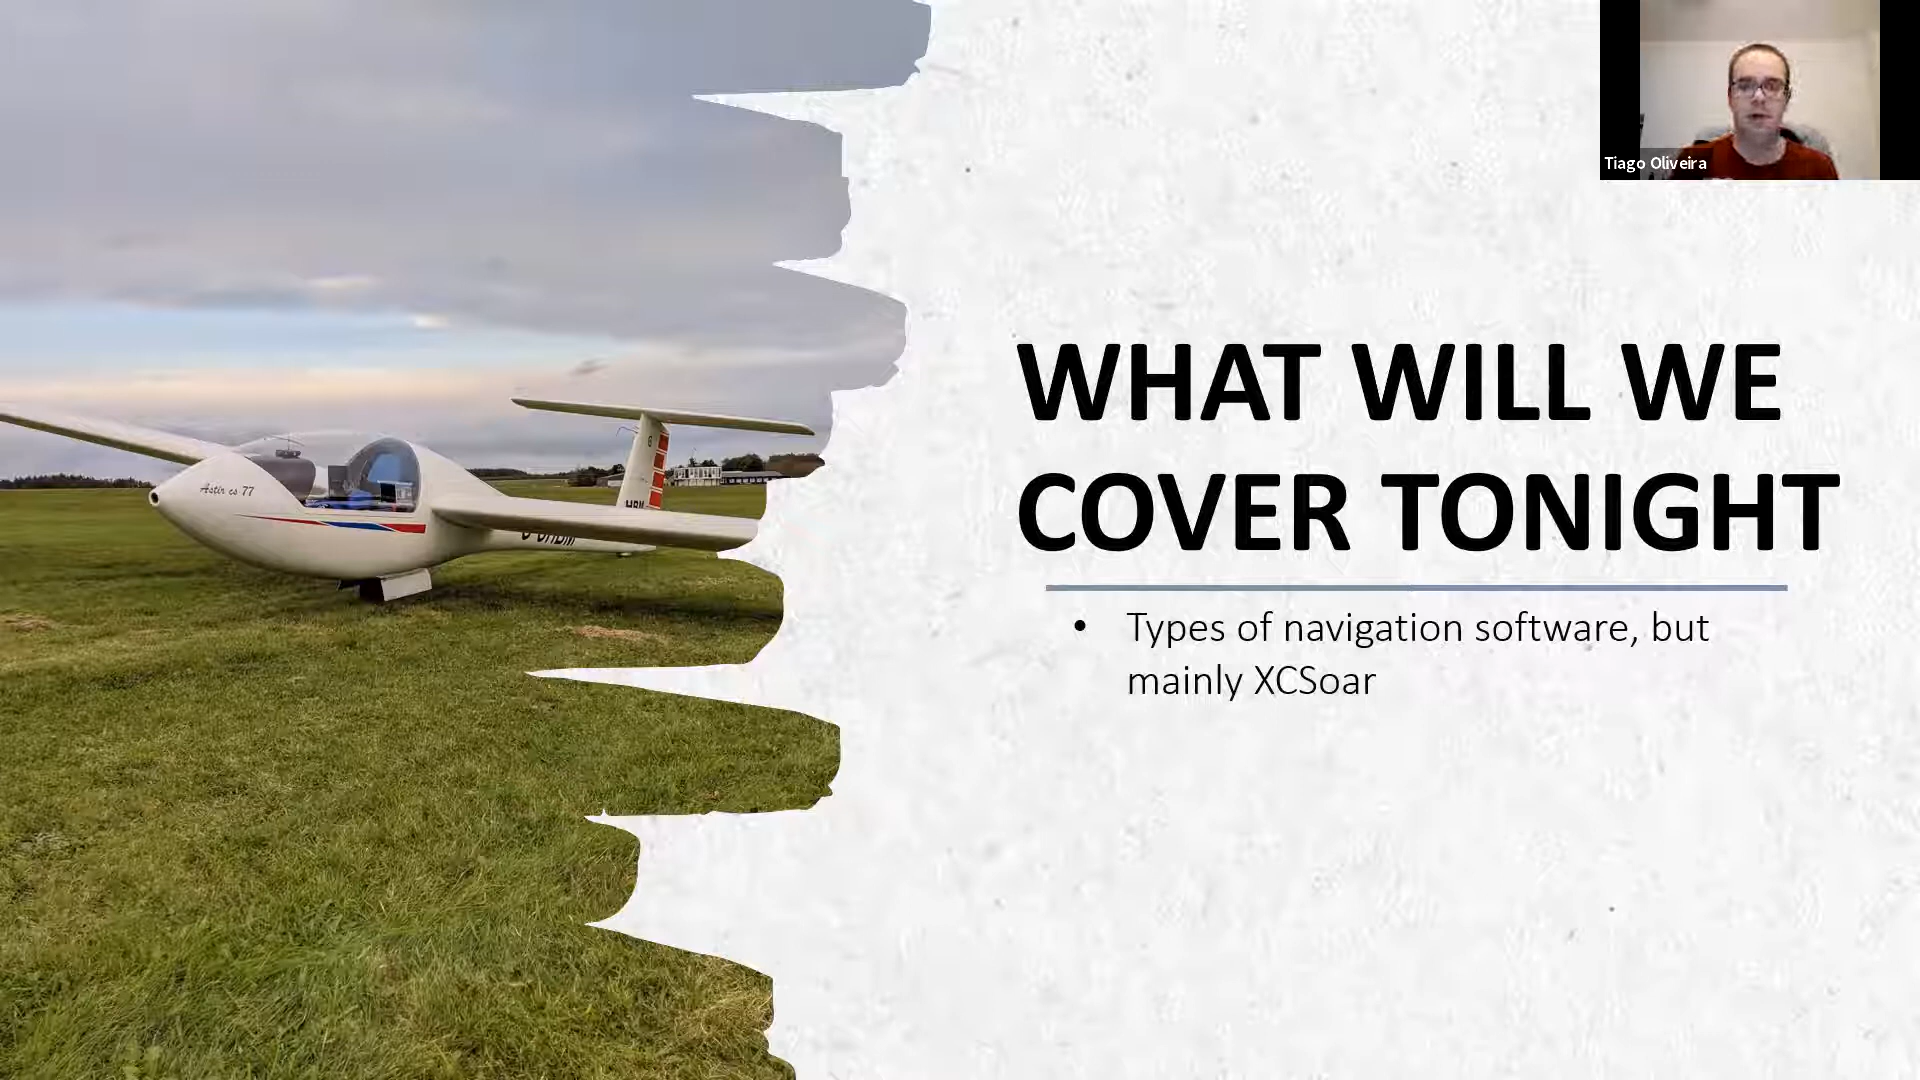 Tiago Oliveira
WHAT WILL WE
COVER TONIGHT
• Types of navigation software, but
mainly XCSoar
Astir cs 77